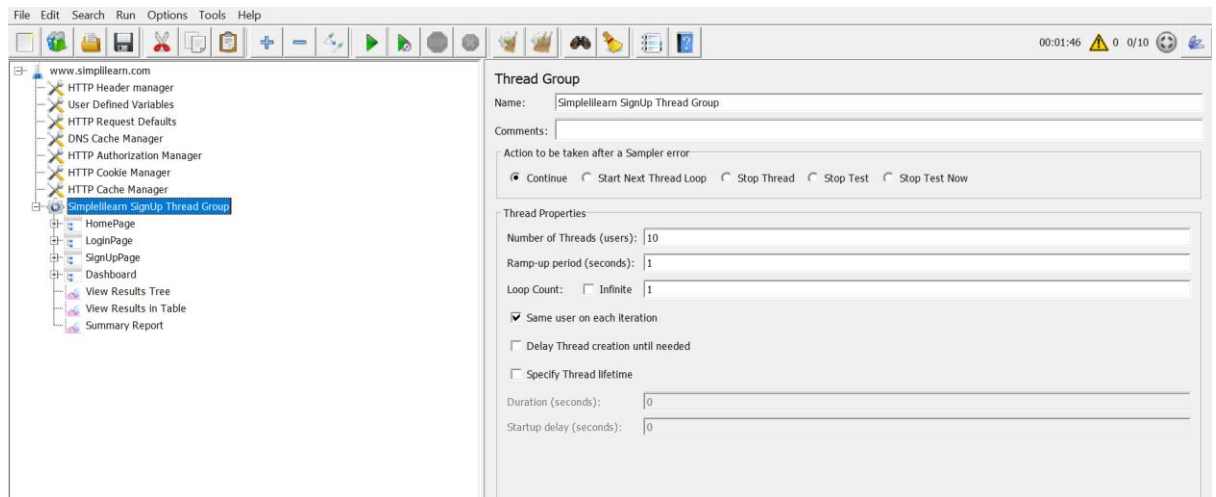 File Edit Search Run Options Tools Help
00:01:46 0 0/10
www.simplilearn.com
HTTP Header manager
User Defined Variables
HTTP Request Defaults
DNS Cache Manager
HTTP Authorization Manager
HTTP Cookie Manager
HTTP Cache Manager
Simplelilearn SignUp Thread Group
HomePage
LoginPage
SignUpPage
Dashboard
View Results Tree
View Results in Table
Summary Report
Thread Group
Name: Simplelilearn SignUp Thread Group
Comments:
Action to be taken after a Sampler error
Continue Start Next Thread Loop Stop Thread Stop Test Stop Test Now
Thread Properties
Number of Threads (users): 10
Ramp-up period (seconds): 1
Loop Count: Infinite 1
Same user on each iteration
Delay Thread creation until needed
Specify Thread lifetime
Duration (seconds): 0
Startup delay (seconds): 0